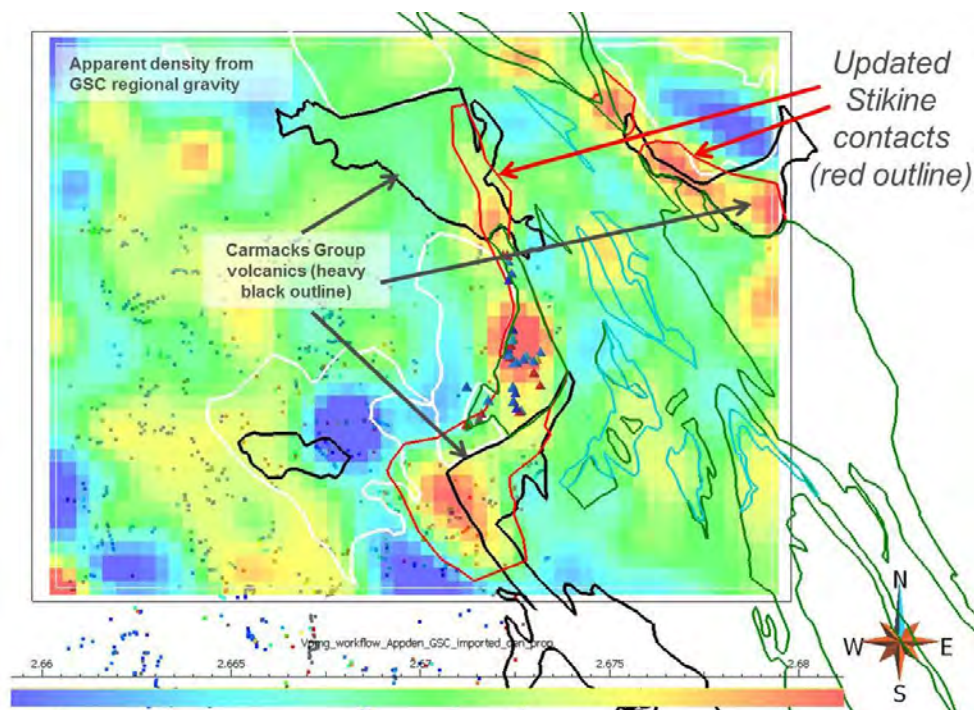 Apparent density from
GSC regional gravity
Updated
Stikine
contacts
(red outline)
Carmacks Group
volcanics (heavy
black outline)
N
W
E
S
2.66
2.665
2.67
2.675
2.68